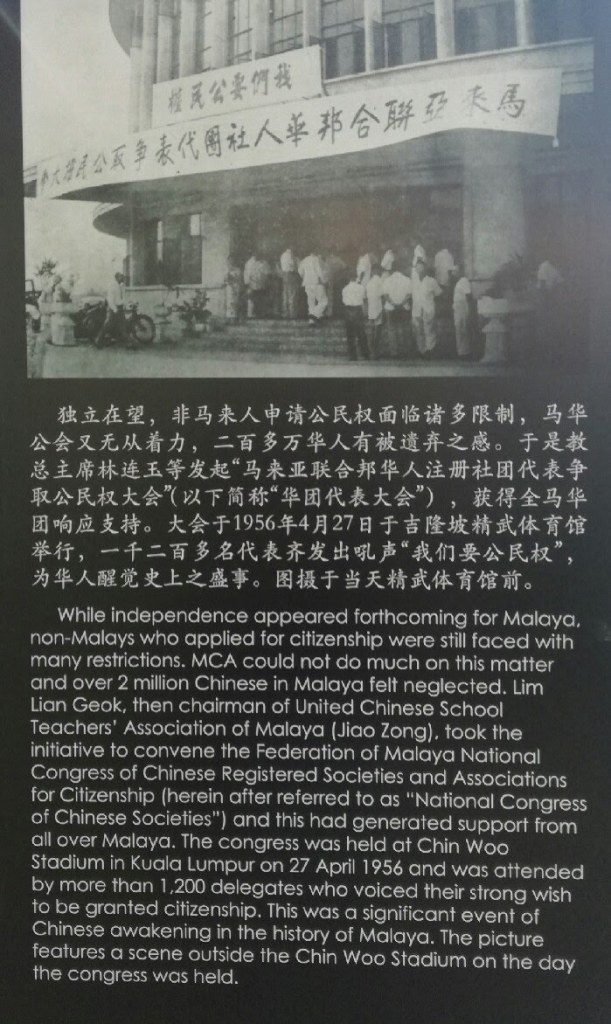 我們要公民權
馬來亞聯合邦華人社團代表爭取公民權大
独立在望，非马来人申请公民权面临诸多限制，马华
公会又无从着力，二百多万华人有被遗弃之感。于是教
总主席林连玉等发起“马来亚联合邦华人注册社团代表争
取公民权大会”（以下简称“华团代表大会”），获得全马华
团响应支持。大会于1956年4月27日于吉隆坡精武体育馆
举行，一千二百多名代表齐发出吼声“我们要公民权”，
为华人醒觉史上之盛事。图摄于当天精武体育馆前。
While independence appeared forthcoming for Malaya,
non-Malays who applied for citizenship were still faced with
many restrictions. MCA could not do much on this matter
and over 2 million Chinese in Malaya felt neglected. Lim
Lian Geok, then chairman of United Chinese School
Teachers’ Association of Malaya (Jiao Zong), took the
initiative to convene the Federation of Malaya National
Congress of Chinese Registered Societies and Associations
for Citizenship (herein after referred to as “National Congress
of Chinese Societies”) and this had generated support from
all over Malaya. The congress was held at Chin Woo
Stadium in Kuala Lumpur on 27 April 1956 and was attended
by more than 1,200 delegates who voiced their strong wish
to be granted citizenship. This was a significant event of
Chinese awakening in the history of Malaya. The picture
features a scene outside the Chin Woo Stadium on the day
the congress was held.